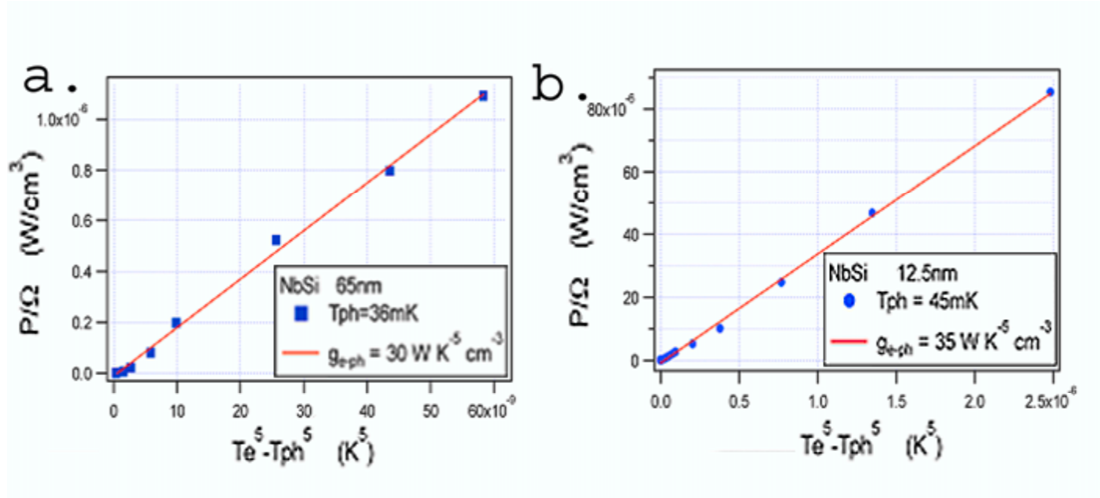 a.
P/Ω (W/cm³)
1.0x10⁻⁶
0.8
0.6
0.4
0.2
0.0
0 10 20 30 40 50 60x10⁻⁹
Te⁵-Tph⁵ (K⁵)
NbSi 65nm
Tph=36mK
gₑ₋ₚₕ = 30 W K⁻⁵ cm⁻³
b.
P/Ω (W/cm³)
80x10⁻⁶
60
40
20
0
0.0 0.5 1.0 1.5 2.0 2.5x10⁻⁶
Te⁵-Tph⁵ (K⁵)
NbSi 12.5nm
Tph = 45mK
gₑ₋ₚₕ = 35 W K⁻⁵ cm⁻³